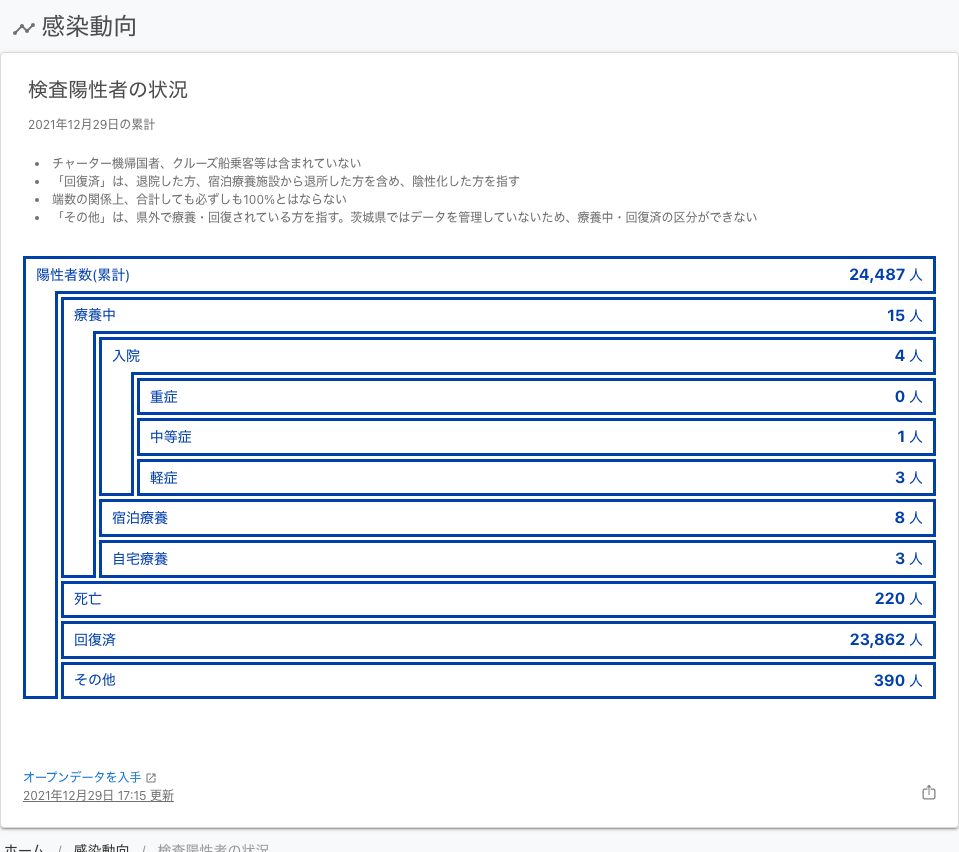 感染動向
検査陽性者の状況
2021年12月29日の累計
• チャーター機帰国者、クルーズ船乗客等は含まれていない
• 「回復済」は、退院した方、宿泊療養施設から退所した方を含め、陰性化した方を指す
• 端数の関係上、合計しても必ずしも100%とはならない
• 「その他」は、県外で療養・回復されている方を指す。茨城県ではデータを管理していないため、療養中・回復済の区分ができない
陽性者数(累計) 24,487 人
療養中 15 人
入院 4 人
重症 0 人
中等症 1 人
軽症 3 人
宿泊療養 8 人
自宅療養 3 人
死亡 220 人
回復済 23,862 人
その他 390 人
オープンデータを入手
2021年12月29日 17:15 更新
ホーム / 感染動向 / 検査陽性者の状況